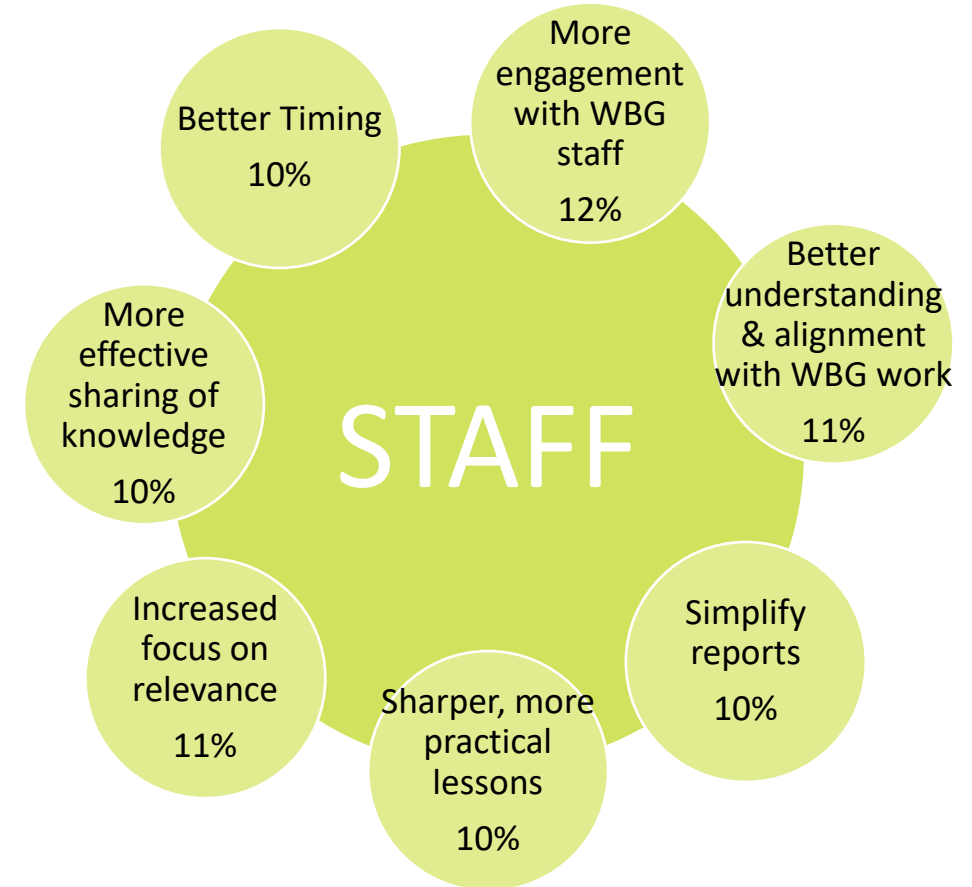 More
engagement
with WBG
staff
12%
Better Timing
10%
Better
understanding
& alignment
with WBG work
11%
More
effective
sharing of
knowledge
10%
STAFF
Simplify
reports
10%
Increased
focus on
relevance
11%
Sharper, more
practical
lessons
10%